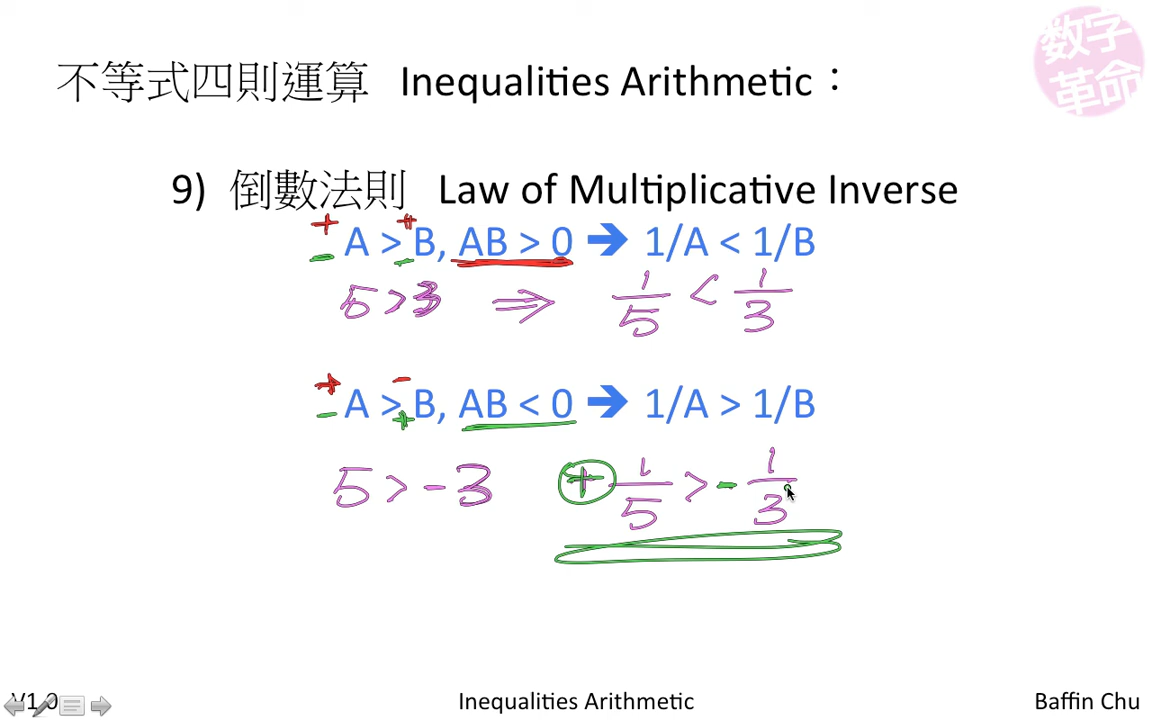 数字
革命
不等式四則運算 Inequalities Arithmetic：
9) 倒數法則 Law of Multiplicative Inverse
+ +
A > B, AB > 0 ➔ 1/A < 1/B
− −
5 > 3 ⇒ 1/5 < 1/3
+ −
A > B, AB < 0 ➔ 1/A > 1/B
− +
5 > -3 + 1/5 > - 1/3
V1.0 Inequalities Arithmetic Baffin Chu